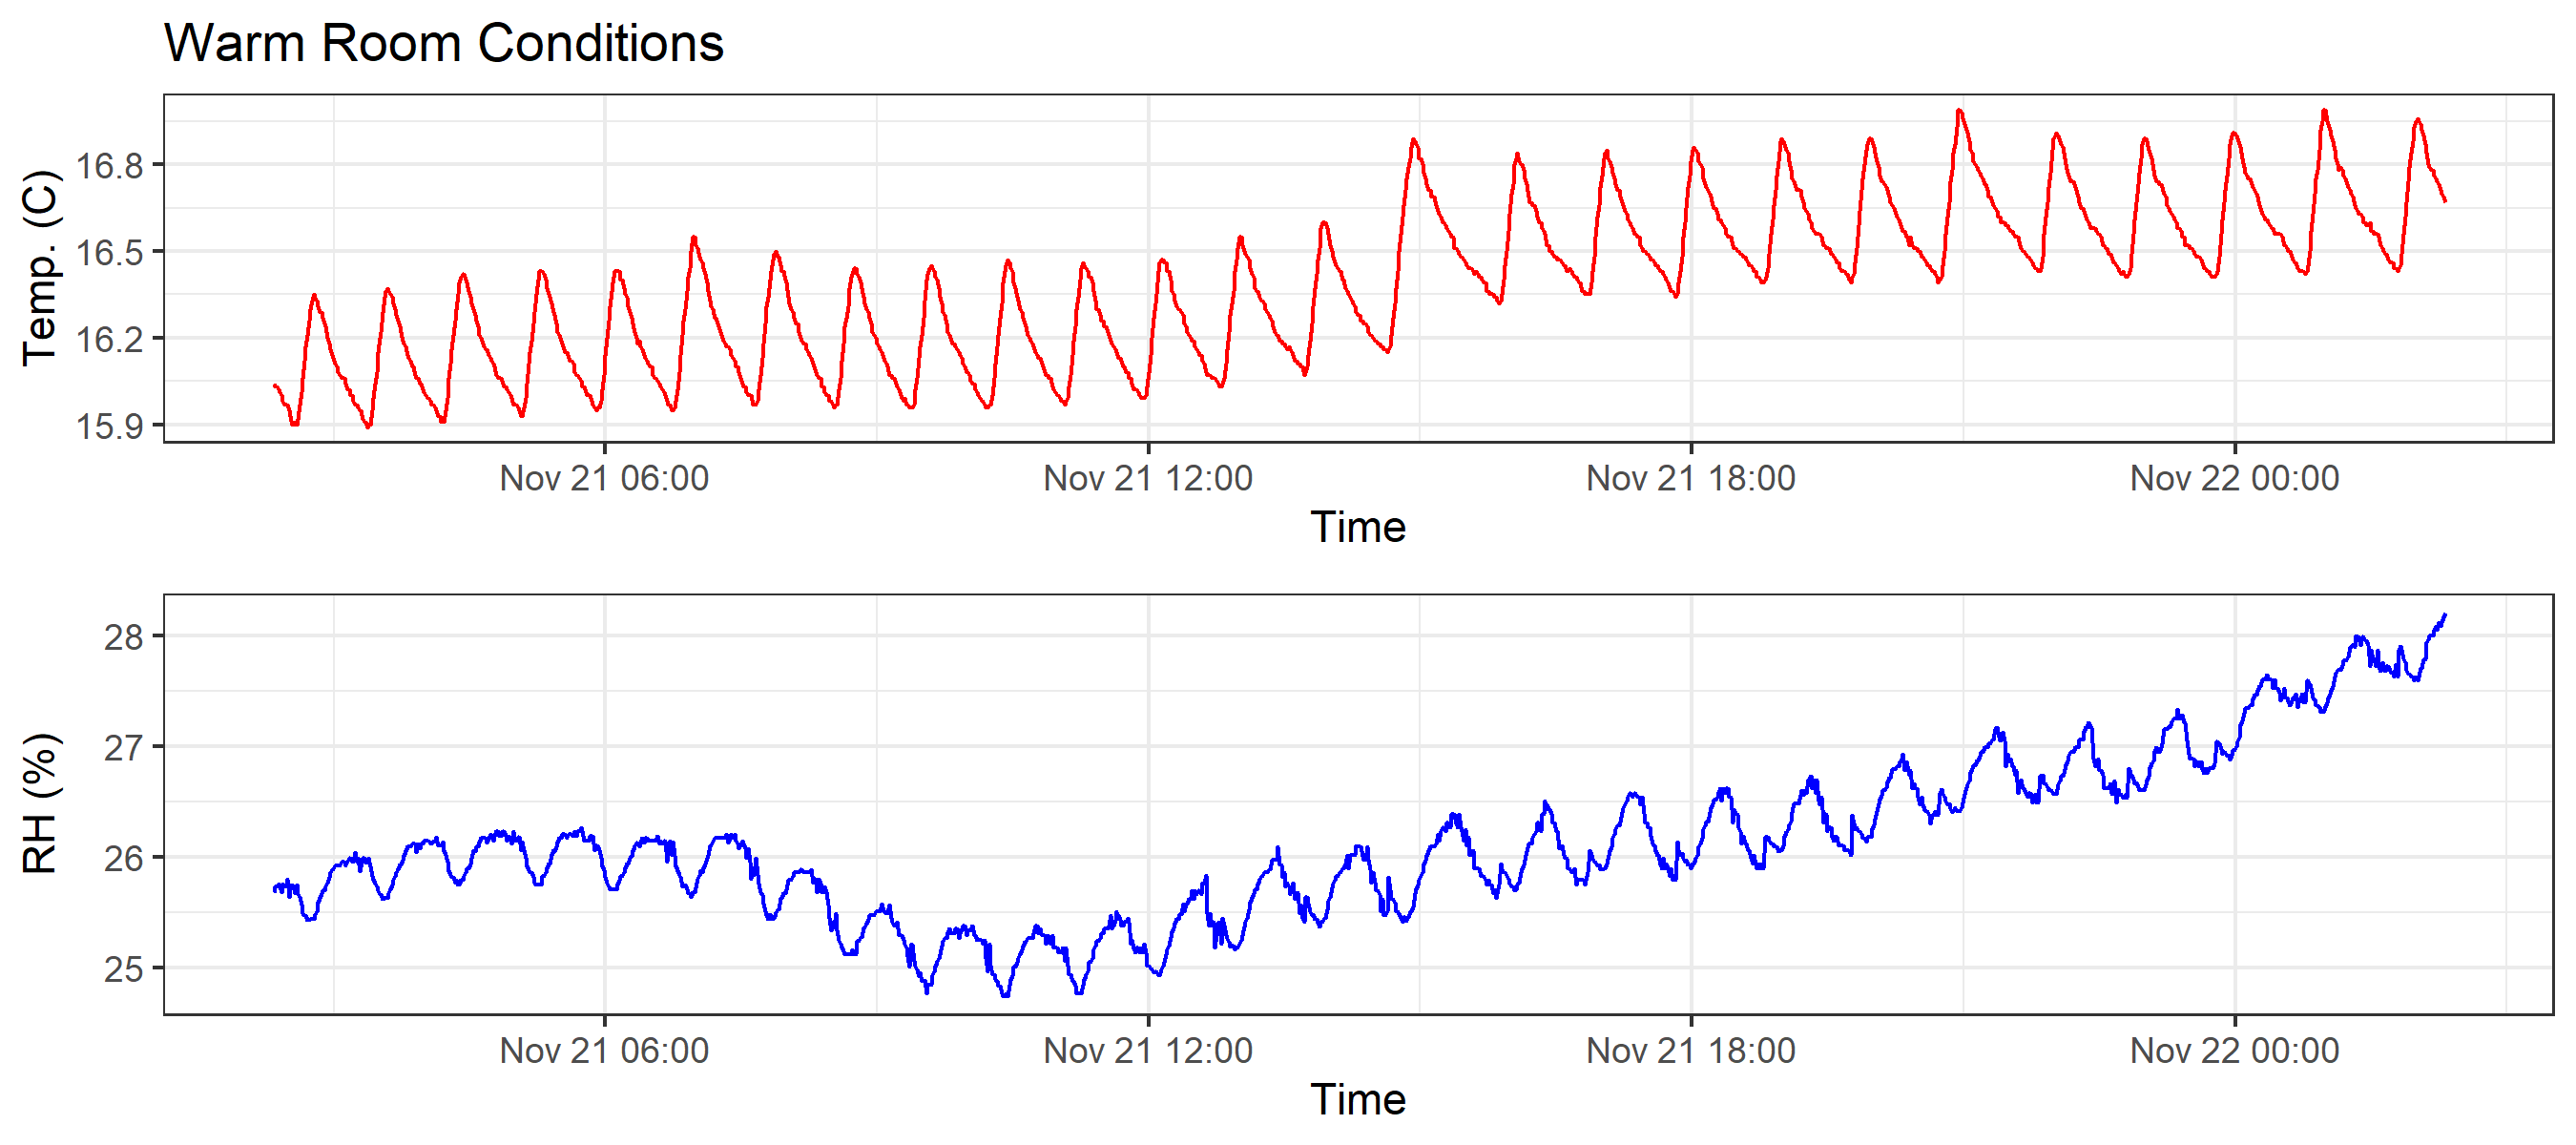 Warm Room Conditions
Temp. (C)
16.8
16.5
16.2
15.9
Nov 21 06:00 Nov 21 12:00 Nov 21 18:00 Nov 22 00:00
Time
RH (%)
28
27
26
25
Nov 21 06:00 Nov 21 12:00 Nov 21 18:00 Nov 22 00:00
Time